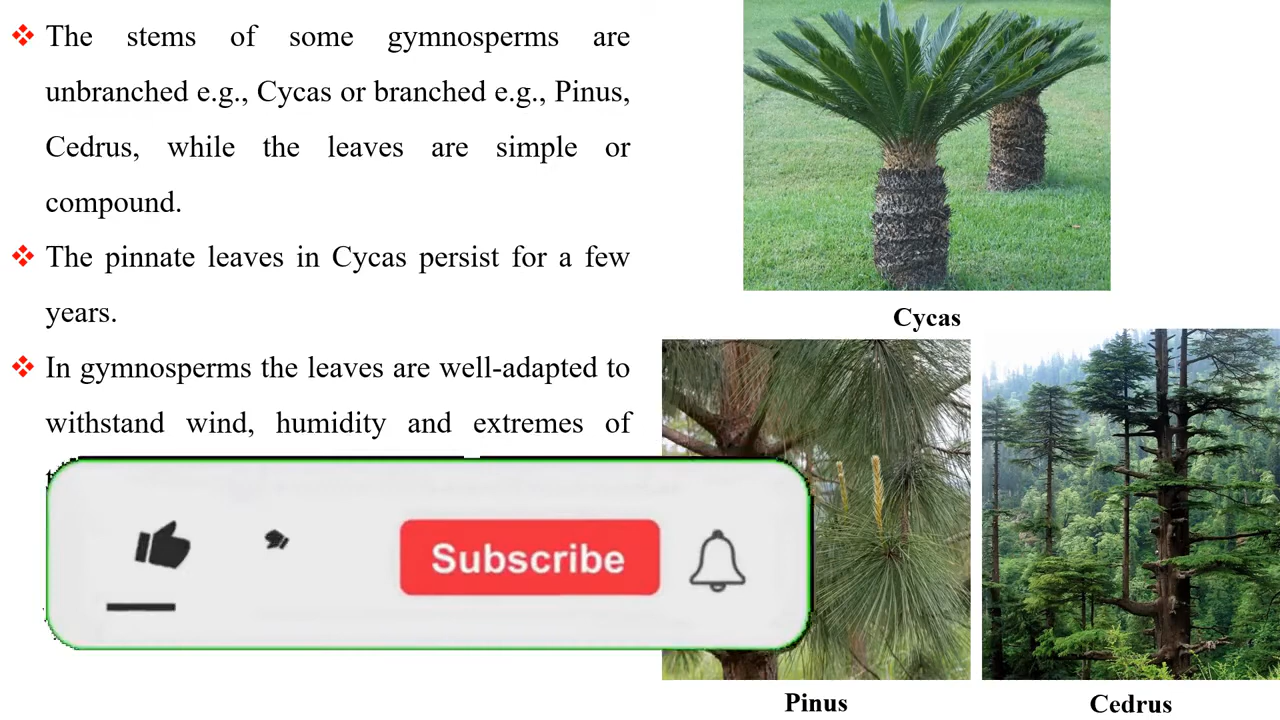 The stems of some gymnosperms are
unbranched e.g., Cycas or branched e.g., Pinus,
Cedrus, while the leaves are simple or
compound.
The pinnate leaves in Cycas persist for a few
years.
In gymnosperms the leaves are well-adapted to
withstand wind, humidity and extremes of
Subscribe
Cycas
Pinus
Cedrus